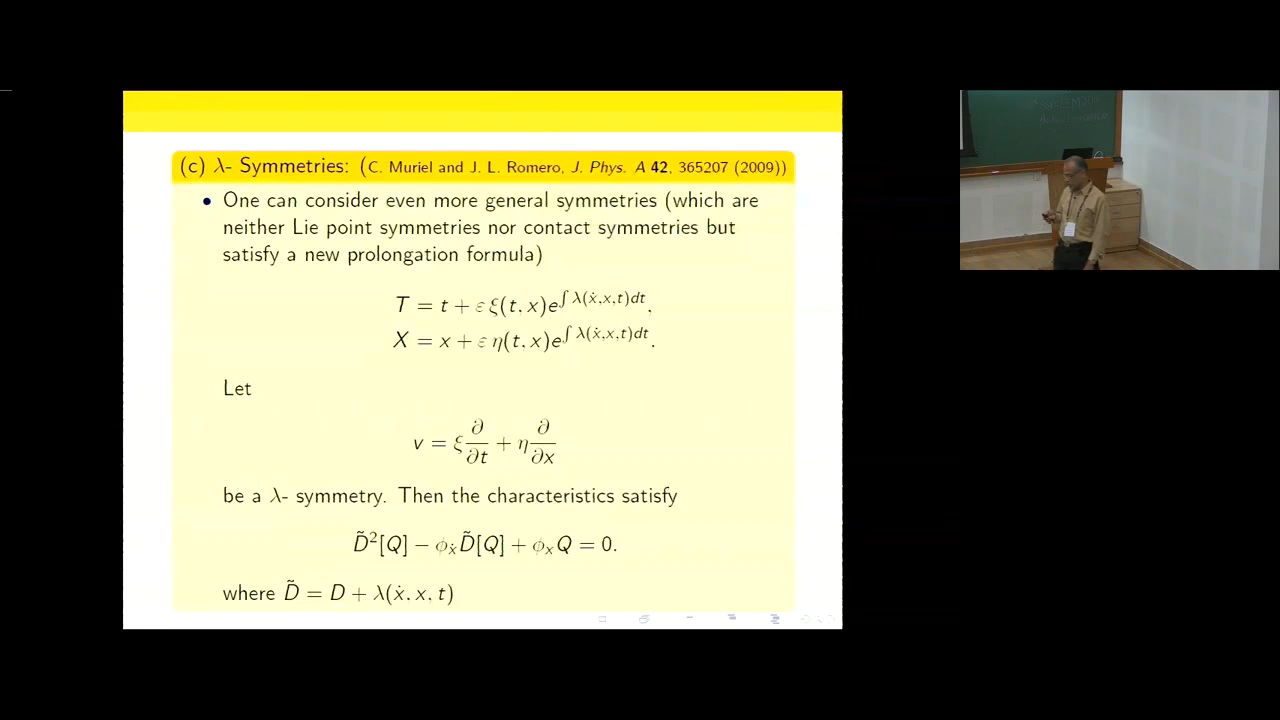 (c) λ- Symmetries: (C. Muriel and J. L. Romero, J. Phys. A 42, 365207 (2009))
• One can consider even more general symmetries (which are
neither Lie point symmetries nor contact symmetries but
satisfy a new prolongation formula)
T = t + ε ξ(t, x)e^{∫ λ(ẋ,x,t)dt},
X = x + ε η(t, x)e^{∫ λ(ẋ,x,t)dt}.
Let
v = ξ ∂/∂t + η ∂/∂x
be a λ- symmetry. Then the characteristics satisfy
D̃²[Q] − ϕ_ẋ D̃[Q] + ϕ_x Q = 0.
where D̃ = D + λ(ẋ, x, t)